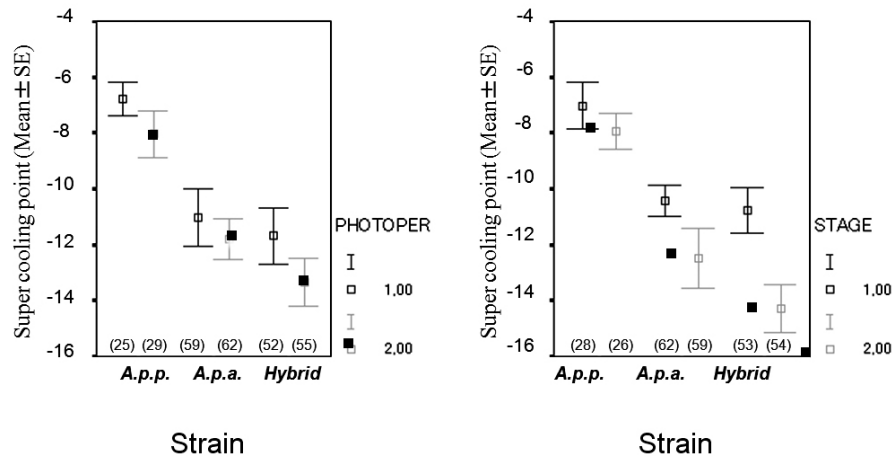 Super cooling point (Mean±SE)
-4
-6
-8
-10
-12
-14
-16
(25) (29) (59) (62) (52) (55)
A.p.p. A.p.a. Hybrid
Strain
PHOTOPER
1,00
2,00
Super cooling point (Mean±SE)
-4
-6
-8
-10
-12
-14
-16
(28) (26) (62) (59) (53) (54)
A.p.p. A.p.a. Hybrid
Strain
STAGE
1,00
2,00